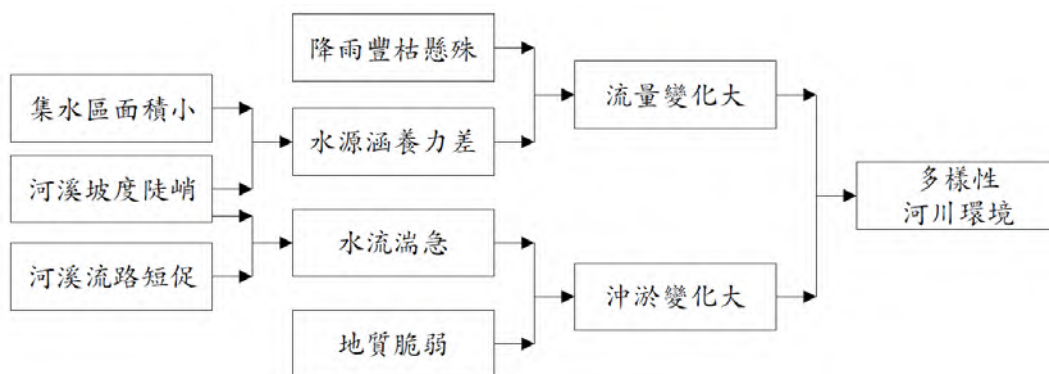 降雨豐枯懸殊
集水區面積小
流量變化大
水源涵養力差
河溪坡度陡峭
多樣性
河川環境
水流湍急
河溪流路短促
沖淤變化大
地質脆弱